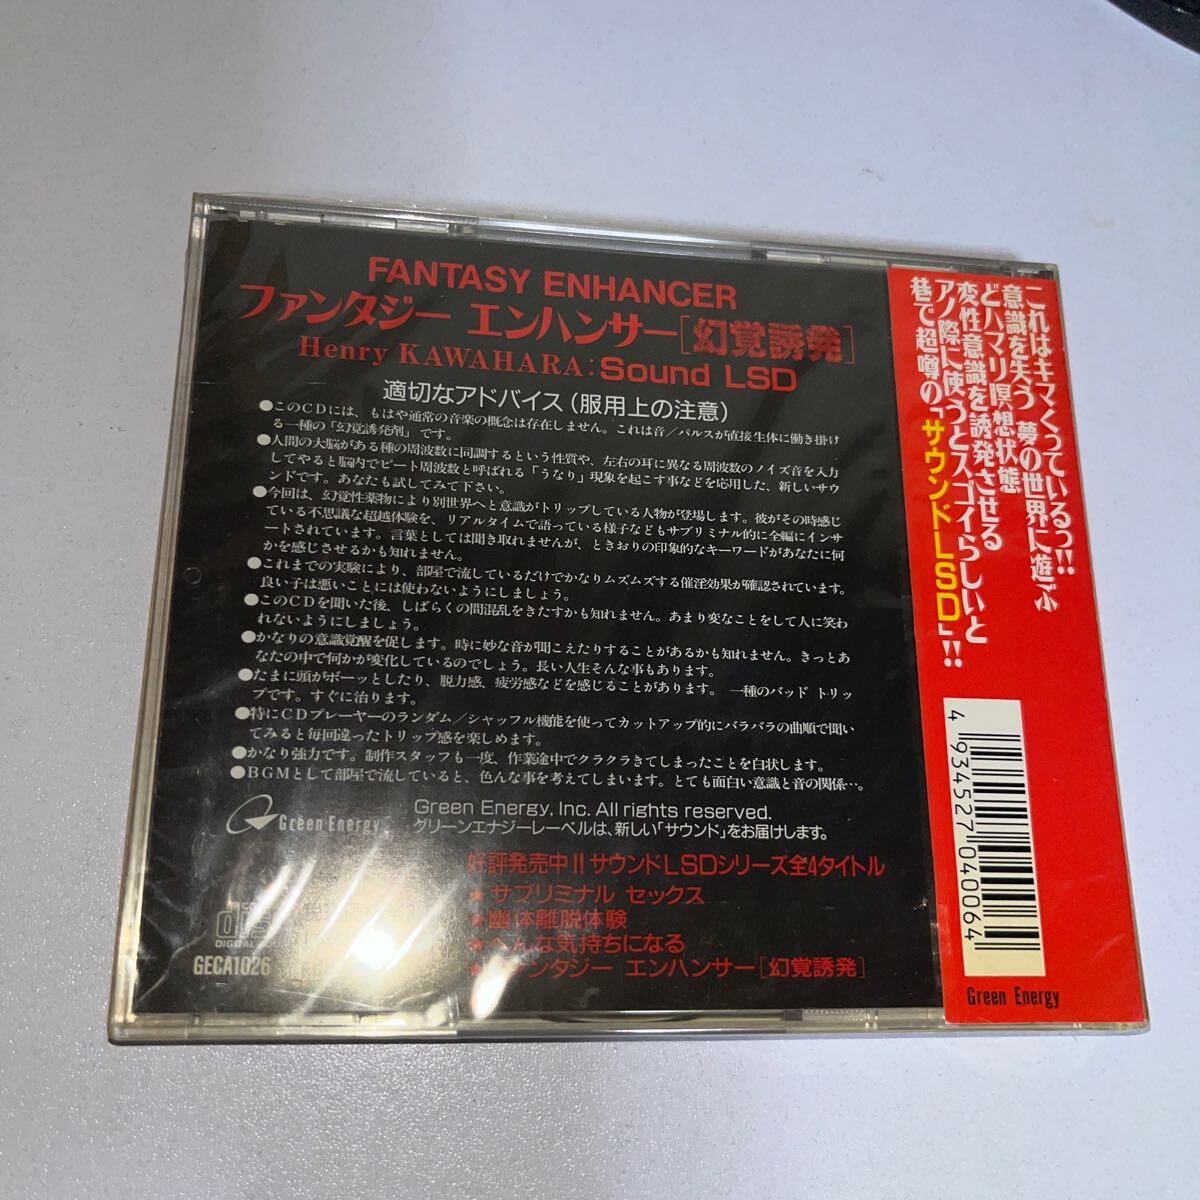 FANTASY ENHANCER
ファンタジー エンハンサー[幻覚誘発]
Henry KAWAHARA:Sound LSD
適切なアドバイス(服用上の注意)
●このCDには、もはや通常の音楽の概念は存在しません。これは音/パルスが直接生体に働き掛け
る一種の「幻覚誘発剤」です。
●人間の大脳がある種の周波数に同調するという性質や、左右の耳に異なる周波数のノイズ音を入力
してやると脳内でビート周波数と呼ばれる「うなり」現象を起こす事などを応用した、新しいサウ
ンドです。あなたも試してみて下さい。
●今回は、幻覚性薬物により別世界へと意識がトリップしている人物が登場します。彼がその時感じ
ている不思議な超越体験を、リアルタイムで語っている様子などもサブリミナル的に全編にインサ
ートされています。言葉としては聞き取れませんが、ときおりの印象的なキーワードがあなたに何
かを感じさせるかも知れません。
●これまでの実験により、部屋で流しているだけでかなりムズムズする催淫効果が確認されています。
良い子は悪いことには使わないようにしましょう。
●このCDを聞いた後、しばらくの間混乱をきたすかも知れません。あまり変なことをして人に笑わ
れないようにしましょう。
●かなりの意識覚醒を促します。時に妙な音が聞こえたりすることがあるかも知れません。きっとあ
なたの中で何かが変化しているのでしょう。長い人生そんな事もあります。
●たまに頭がボーッとしたり、脱力感、疲労感などを感じることがあります。 一種のバッド トリッ
プです。すぐに治ります。
●特にCDプレーヤーのランダム/シャッフル機能を使ってカットアップ的にバラバラの曲順で聞い
てみると毎回違ったトリップ感を楽しめます。
●かなり強力です。制作スタッフも一度、作業途中でクラクラきてしまったことを白状します。
●BGMとして部屋で流していると、色んな事を考えてしまいます。とても面白い意識と音の関係…。
Green Energy
Green Energy, Inc. All rights reserved.
グリーンエナジーレーベルは、新しい「サウンド」をお届けします。
好評発売中!!サウンドLSDシリーズ全4タイトル
★サブリミナル セックス
★幽体離脱体験
★へんな気持ちになる
★ファンタジー エンハンサー[幻覚誘発]
DIGITAL AUDIO
GECA1026
これはキマくっているっ!!
意識を失う 夢の世界に遊ぶ
どハマリ瞑想状態
変性意識を誘発させる
アノ際に使うとスゴイらしいと
巷で超噂の「サウンドLSD」!!
4 934527 040064
Green Energy